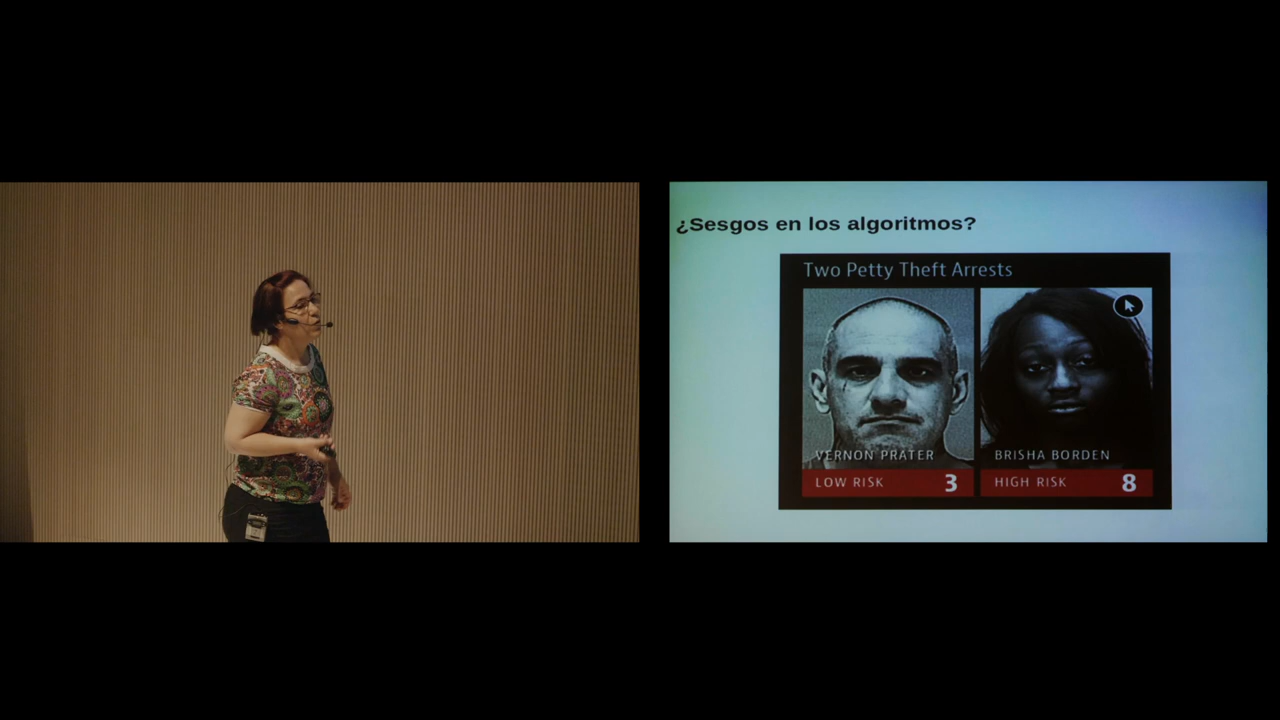 ¿Sesgos en los algoritmos?
Two Petty Theft Arrests
VERNON PRATER
BRISHA BORDEN
LOW RISK 3
HIGH RISK 8